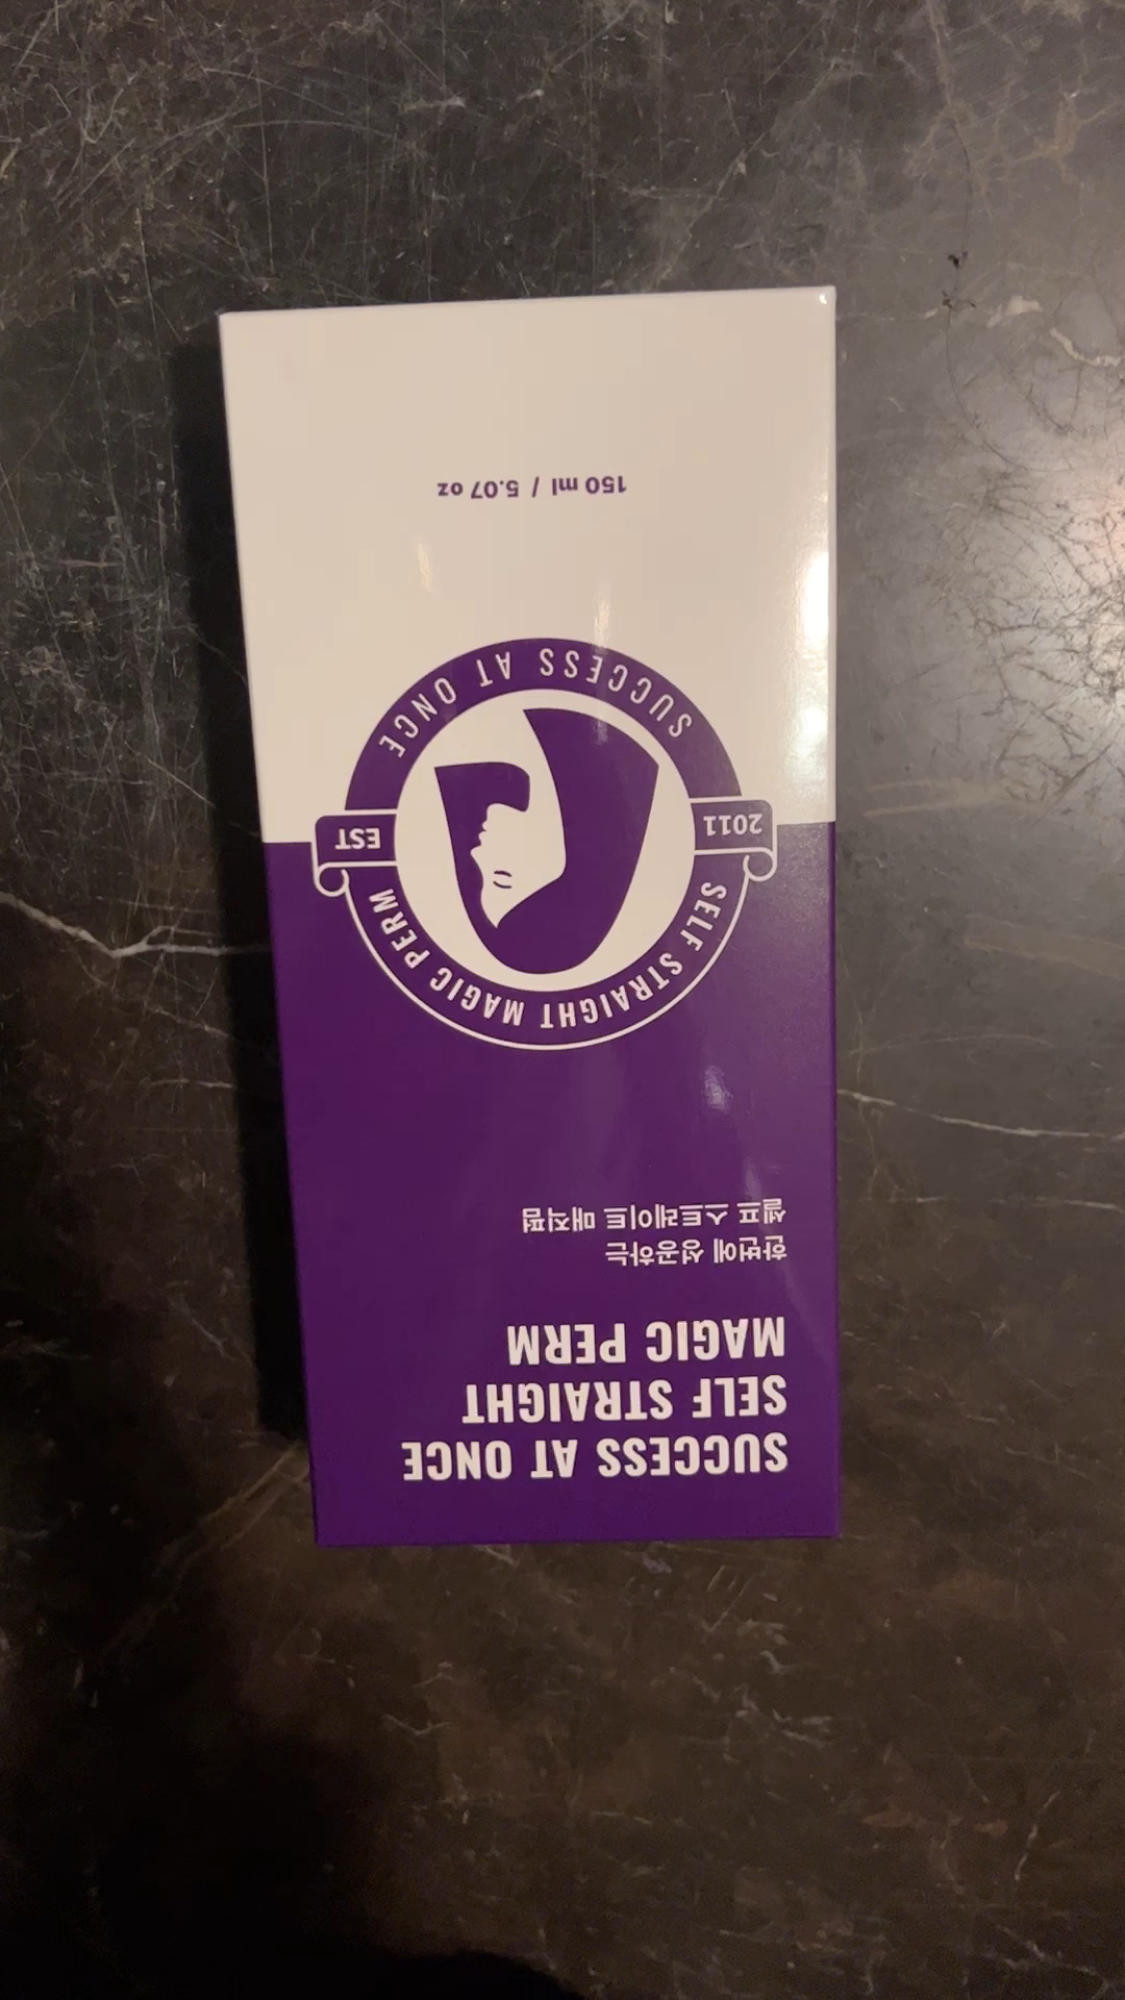 SUCCESS AT ONCE
SELF STRAIGHT
MAGIC PERM
한번에 성공하는
셀프 스트레이트 매직펌
SELF STRAIGHT MAGIC PERM
2011
EST
SUCCESS AT ONCE
150 ml / 5.07 oz